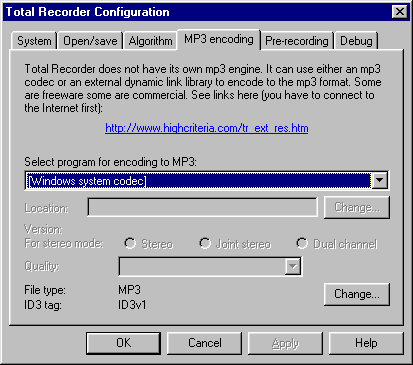 Total Recorder Configuration
System Open/save Algorithm MP3 encoding Pre-recording Debug
Total Recorder does not have its own mp3 engine. It can use either an mp3
codec or an external dynamic link library to encode to the mp3 format. Some
are freeware some are commercial. See links here (you have to connect to
the Internet first):
http://www.highcriteria.com/tr_ext_res.htm
Select program for encoding to MP3:
[Windows system codec]
Location: Change...
Version:
For stereo mode: Stereo Joint stereo Dual channel
Quality:
File type: MP3
ID3 tag: ID3v1 Change...
OK Cancel Apply Help